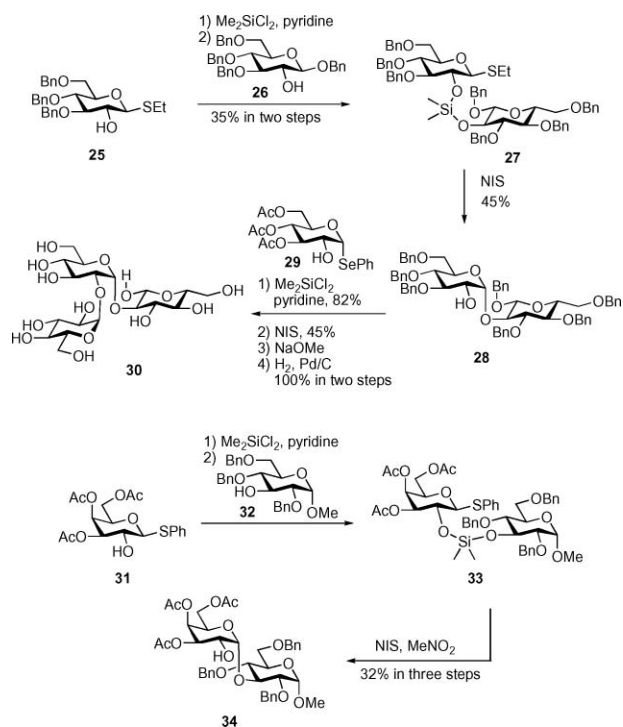 1) Me2SiCl2, pyridine
2)
BnO
BnO
BnO
O
OBn
OH
26
35% in two steps
BnO
BnO
BnO
O
SEt
HO
25
BnO
BnO
BnO
O
SEt
O
Si
O
Bn
O
O
OBn
OBn
BnO
27
NIS
45%
AcO
AcO
AcO
O
HO
SePh
29
1) Me2SiCl2
pyridine, 82%
2) NIS, 45%
3) NaOMe
4) H2, Pd/C
100% in two steps
BnO
BnO
BnO
O
HO
O
Bn
O
O
OBn
OBn
BnO
28
HO
HO
HO
O
O
H
O
O
O
OH
OH
HO
HO
HO
HO
O
O
OH
30
1) Me2SiCl2, pyridine
2)
BnO
BnO
HO
O
BnO
OMe
32
AcO
OAc
AcO
O
SPh
OH
31
AcO
OAc
AcO
O
SPh
O
Si
O
OBn
BnO
O
BnO
OMe
33
NIS, MeNO2
32% in three steps
AcO
OAc
AcO
O
HO
O
OBn
BnO
O
BnO
OMe
34